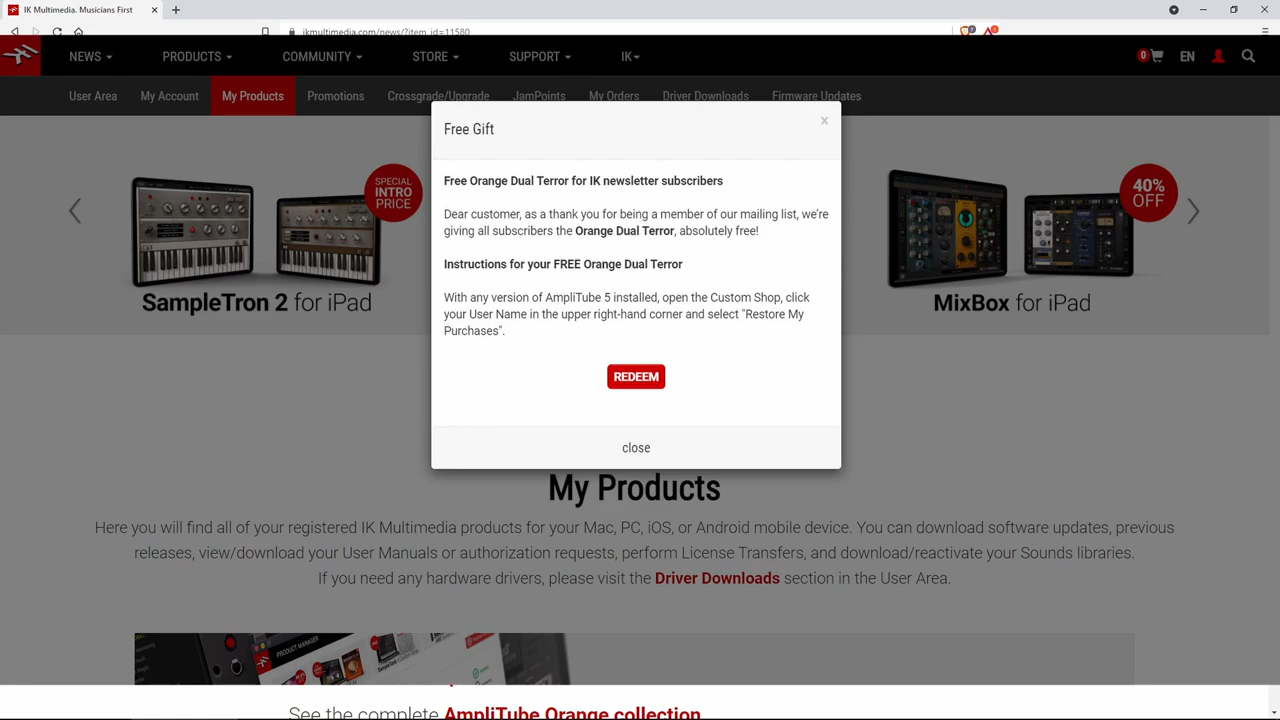 IK Multimedia. Musicians First
ikmultimedia.com/news/?item_id=11580
NEWS PRODUCTS COMMUNITY STORE SUPPORT IK 0 EN
User Area My Account My Products Promotions Crossgrade/Upgrade JamPoints My Orders Driver Downloads Firmware Updates
Free Gift ×
Free Orange Dual Terror for IK newsletter subscribers
Dear customer, as a thank you for being a member of our mailing list, we're
giving all subscribers the Orange Dual Terror, absolutely free!
Instructions for your FREE Orange Dual Terror
With any version of AmpliTube 5 installed, open the Custom Shop, click
your User Name in the upper right-hand corner and select "Restore My
Purchases".
REDEEM
close
SPECIAL
INTRO
PRICE
SampleTron 2 for iPad
40%
OFF
MixBox for iPad
My Products
Here you will find all of your registered IK Multimedia products for your Mac, PC, iOS, or Android mobile device. You can download software updates, previous
releases, view/download your User Manuals or authorization requests, perform License Transfers, and download/reactivate your Sounds libraries.
If you need any hardware drivers, please visit the Driver Downloads section in the User Area.
PRODUCT MANAGER
See the complete AmpliTube Orange collection